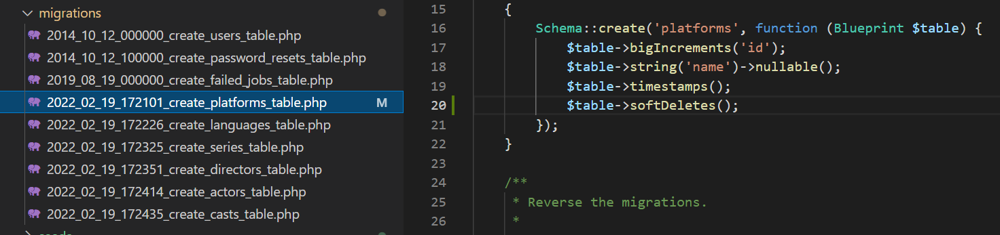 migrations
2014_10_12_000000_create_users_table.php
2014_10_12_100000_create_password_resets_table.php
2019_08_19_000000_create_failed_jobs_table.php
2022_02_19_172101_create_platforms_table.php M
2022_02_19_172226_create_languages_table.php
2022_02_19_172325_create_series_table.php
2022_02_19_172351_create_directors_table.php
2022_02_19_172414_create_actors_table.php
2022_02_19_172435_create_casts_table.php
15 {
16 Schema::create('platforms', function (Blueprint $table) {
17 $table->bigIncrements('id');
18 $table->string('name')->nullable();
19 $table->timestamps();
20 $table->softDeletes();
21 });
22 }
23
24 /**
25 * Reverse the migrations.
26 *